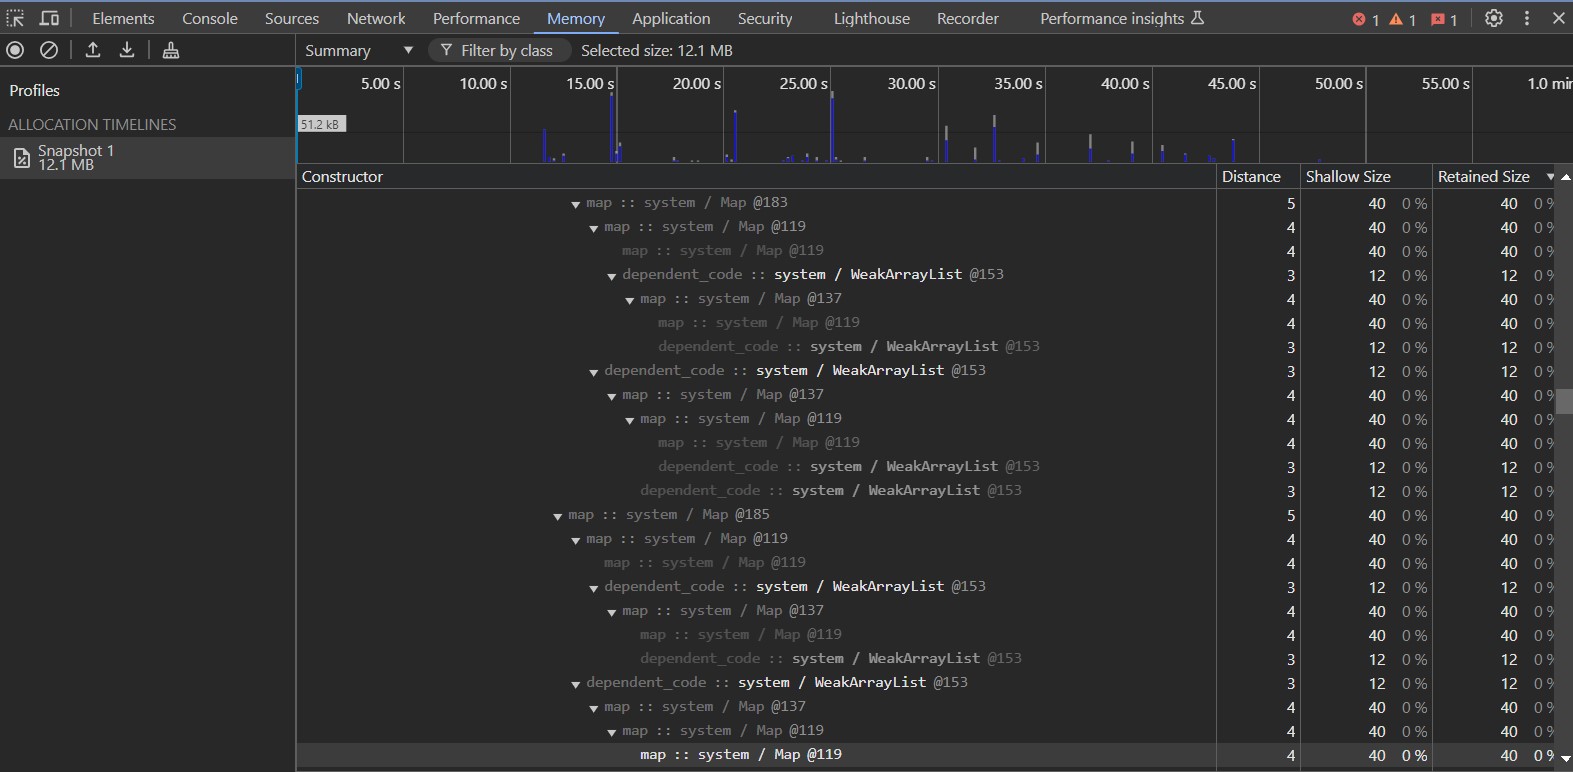 Elements Console Sources Network Performance Memory Application Security Lighthouse Recorder Performance insights 1 1 1
Summary Filter by class Selected size: 12.1 MB
Profiles
ALLOCATION TIMELINES
Snapshot 1
12.1 MB
5.00 s 10.00 s 15.00 s 20.00 s 25.00 s 30.00 s 35.00 s 40.00 s 45.00 s 50.00 s 55.00 s 1.0 min
51.2 kB
Constructor Distance Shallow Size Retained Size
map :: system / Map @183 5 40 0 % 40 0 %
map :: system / Map @119 4 40 0 % 40 0 %
map :: system / Map @119 4 40 0 % 40 0 %
dependent_code :: system / WeakArrayList @153 3 12 0 % 12 0 %
map :: system / Map @137 4 40 0 % 40 0 %
map :: system / Map @119 4 40 0 % 40 0 %
dependent_code :: system / WeakArrayList @153 3 12 0 % 12 0 %
dependent_code :: system / WeakArrayList @153 3 12 0 % 12 0 %
map :: system / Map @137 4 40 0 % 40 0 %
map :: system / Map @119 4 40 0 % 40 0 %
map :: system / Map @119 4 40 0 % 40 0 %
dependent_code :: system / WeakArrayList @153 3 12 0 % 12 0 %
dependent_code :: system / WeakArrayList @153 3 12 0 % 12 0 %
map :: system / Map @185 5 40 0 % 40 0 %
map :: system / Map @119 4 40 0 % 40 0 %
map :: system / Map @119 4 40 0 % 40 0 %
dependent_code :: system / WeakArrayList @153 3 12 0 % 12 0 %
map :: system / Map @137 4 40 0 % 40 0 %
map :: system / Map @119 4 40 0 % 40 0 %
dependent_code :: system / WeakArrayList @153 3 12 0 % 12 0 %
dependent_code :: system / WeakArrayList @153 3 12 0 % 12 0 %
map :: system / Map @137 4 40 0 % 40 0 %
map :: system / Map @119 4 40 0 % 40 0 %
map :: system / Map @119 4 40 0 % 40 0 %